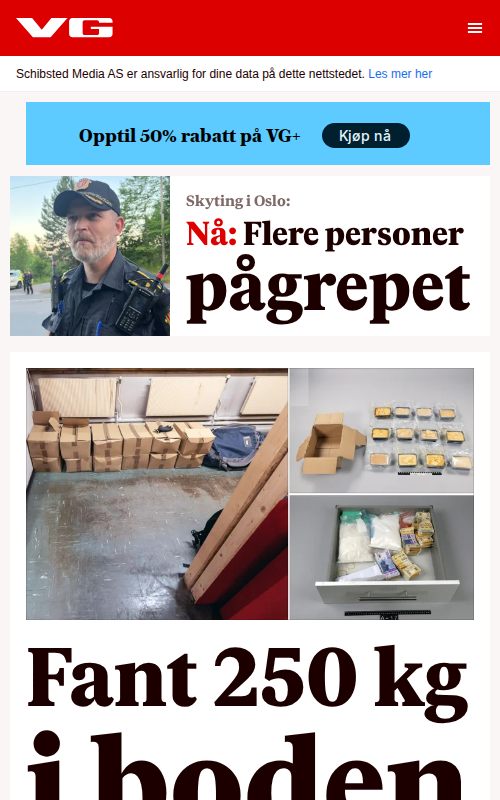 VG
Schibsted Media AS er ansvarlig for dine data på dette nettstedet. Les mer her
Opptil 50% rabatt på VG+
Kjøp nå
Skyting i Oslo:
Nå: Flere personer
pågrepet
Fant 250 kg
i boden